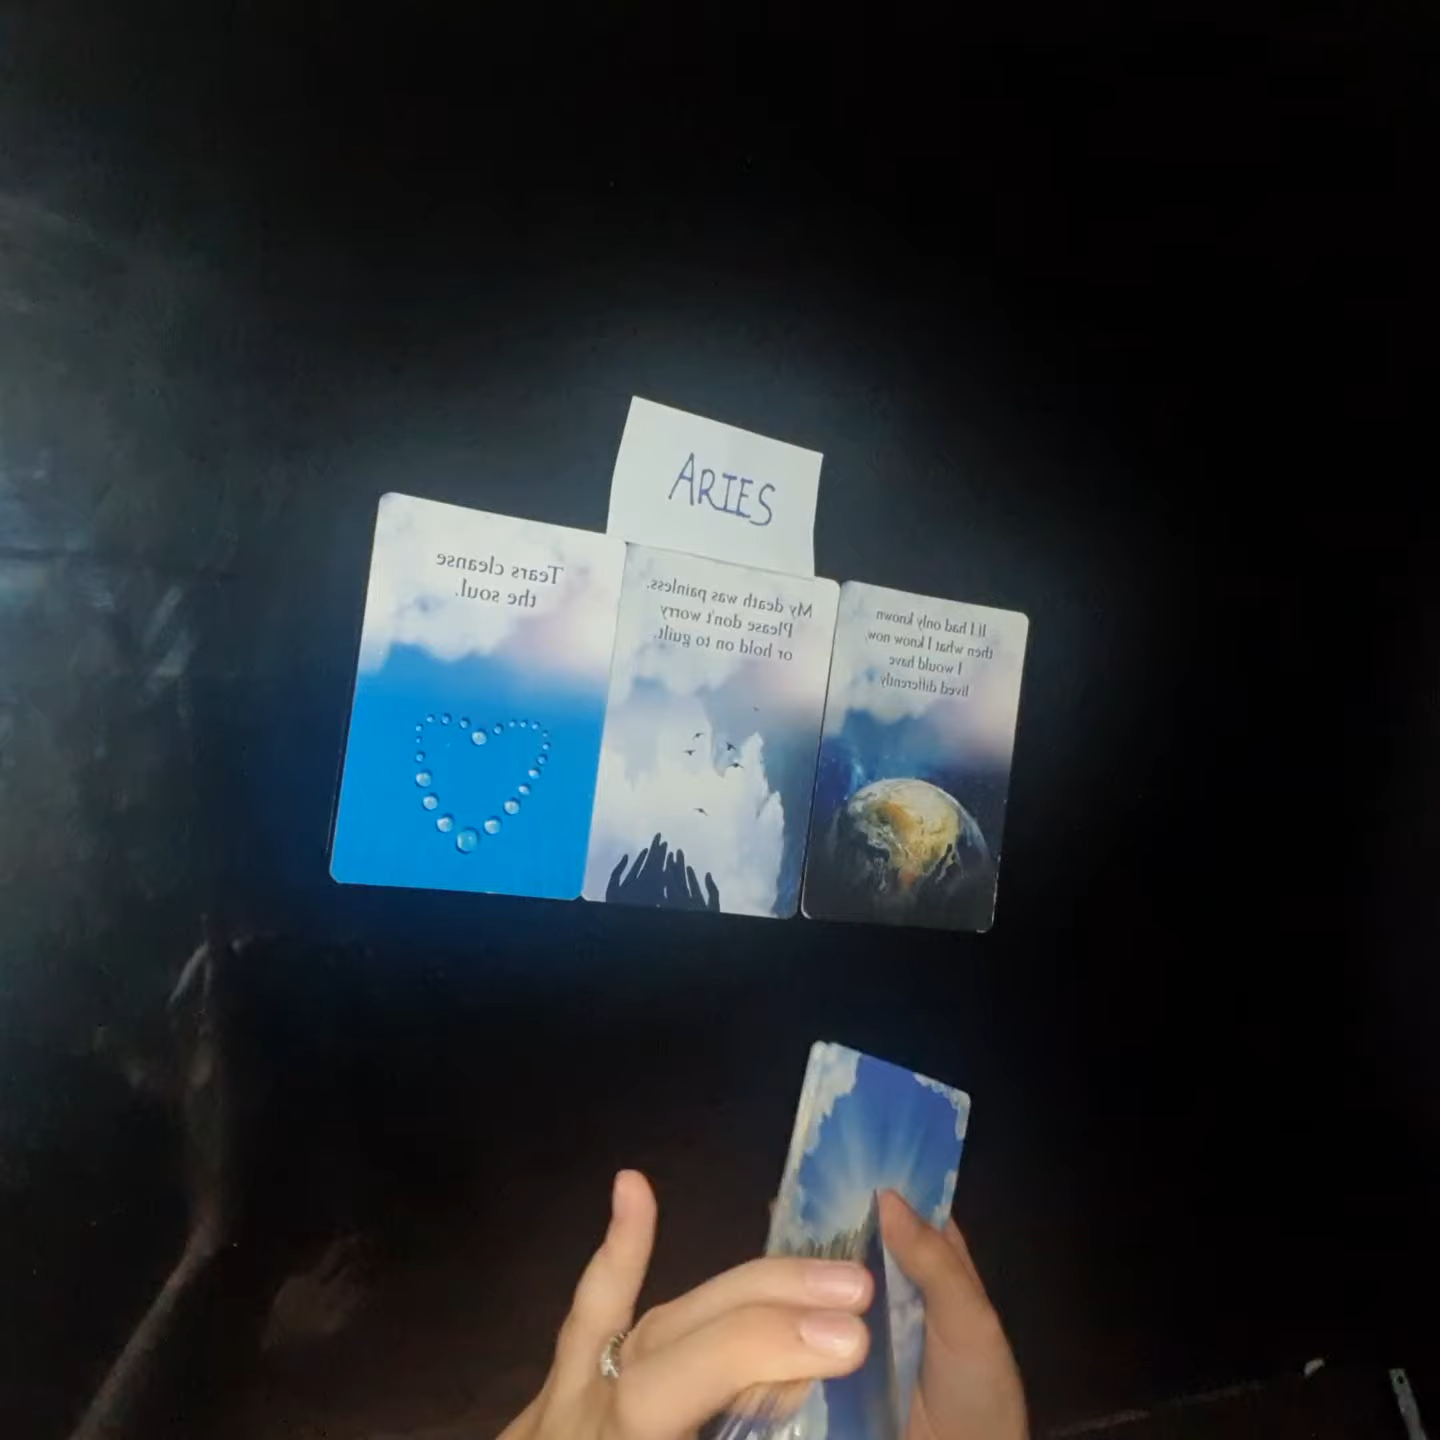 ARIES
Tears cleanse
the soul.
My death was painless.
Please don't worry
or hold on to guilt.
If I had only known
then what I know now,
I would have
lived differently